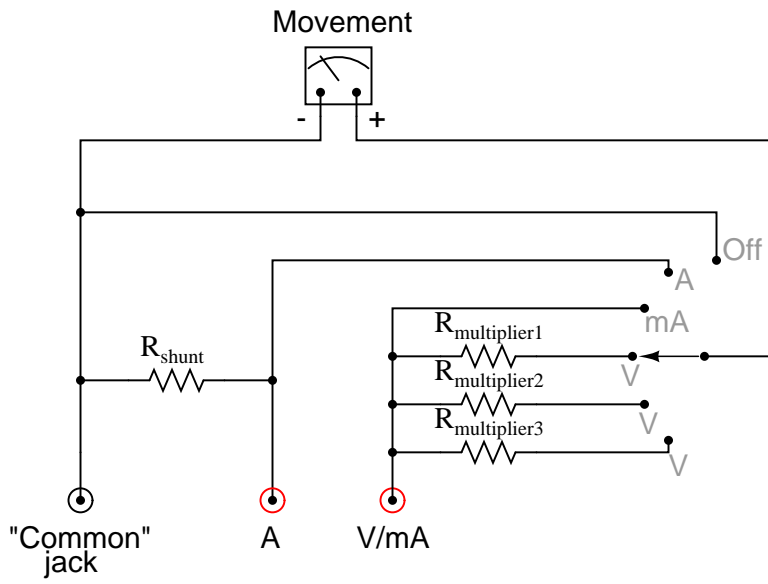 Movement
- +
Off
A
mA
Rmultiplier1
Rshunt
V
Rmultiplier2
V
Rmultiplier3
V
"Common"
jack
A
V/mA